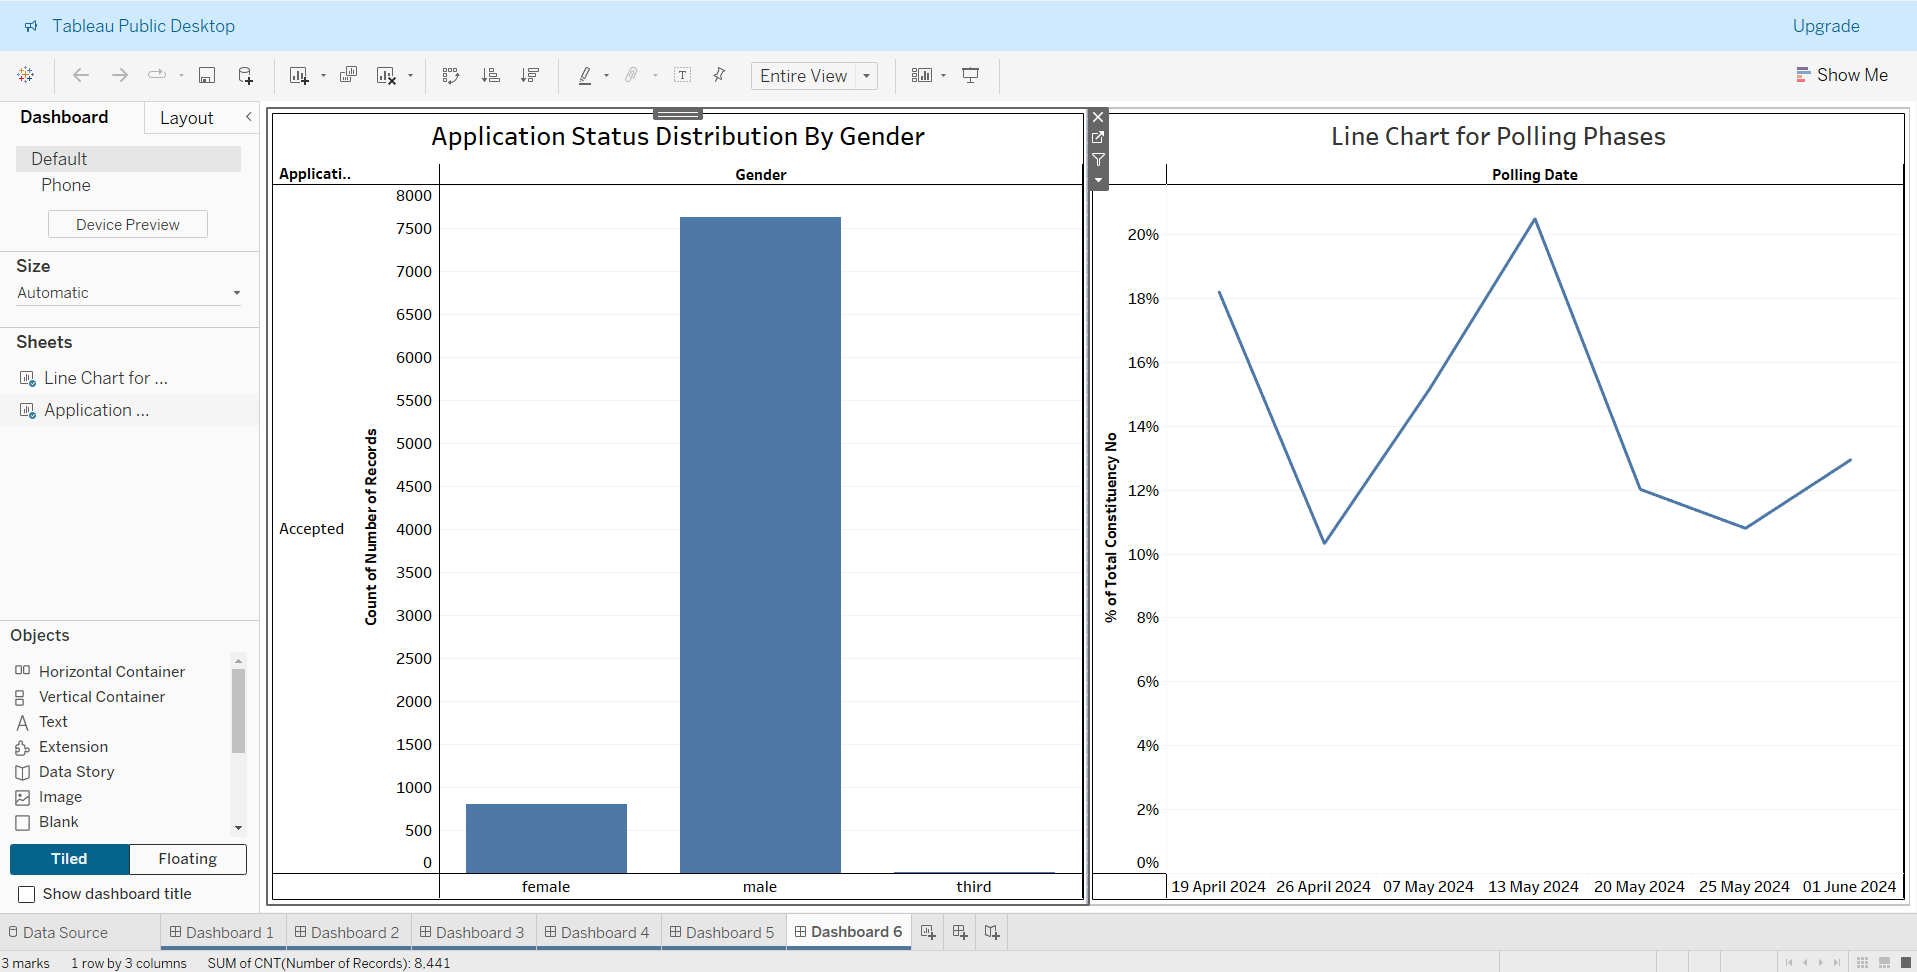 Tableau Public Desktop
Upgrade
Entire View
Show Me
Dashboard
Layout
Default
Phone
Device Preview
Size
Automatic
Sheets
Line Chart for ...
Application ...
Objects
Horizontal Container
Vertical Container
Text
Extension
Data Story
Image
Blank
Tiled
Floating
Show dashboard title
Application Status Distribution By Gender
Applicati..
Gender
Accepted
Count of Number of Records
8000
7500
7000
6500
6000
5500
5000
4500
4000
3500
3000
2500
2000
1500
1000
500
0
female
male
third
Line Chart for Polling Phases
Polling Date
% of Total Constituency No
20%
18%
16%
14%
12%
10%
8%
6%
4%
2%
0%
19 April 2024
26 April 2024
07 May 2024
13 May 2024
20 May 2024
25 May 2024
01 June 2024
Data Source
Dashboard 1
Dashboard 2
Dashboard 3
Dashboard 4
Dashboard 5
Dashboard 6
3 marks
1 row by 3 columns
SUM of CNT(Number of Records): 8,441